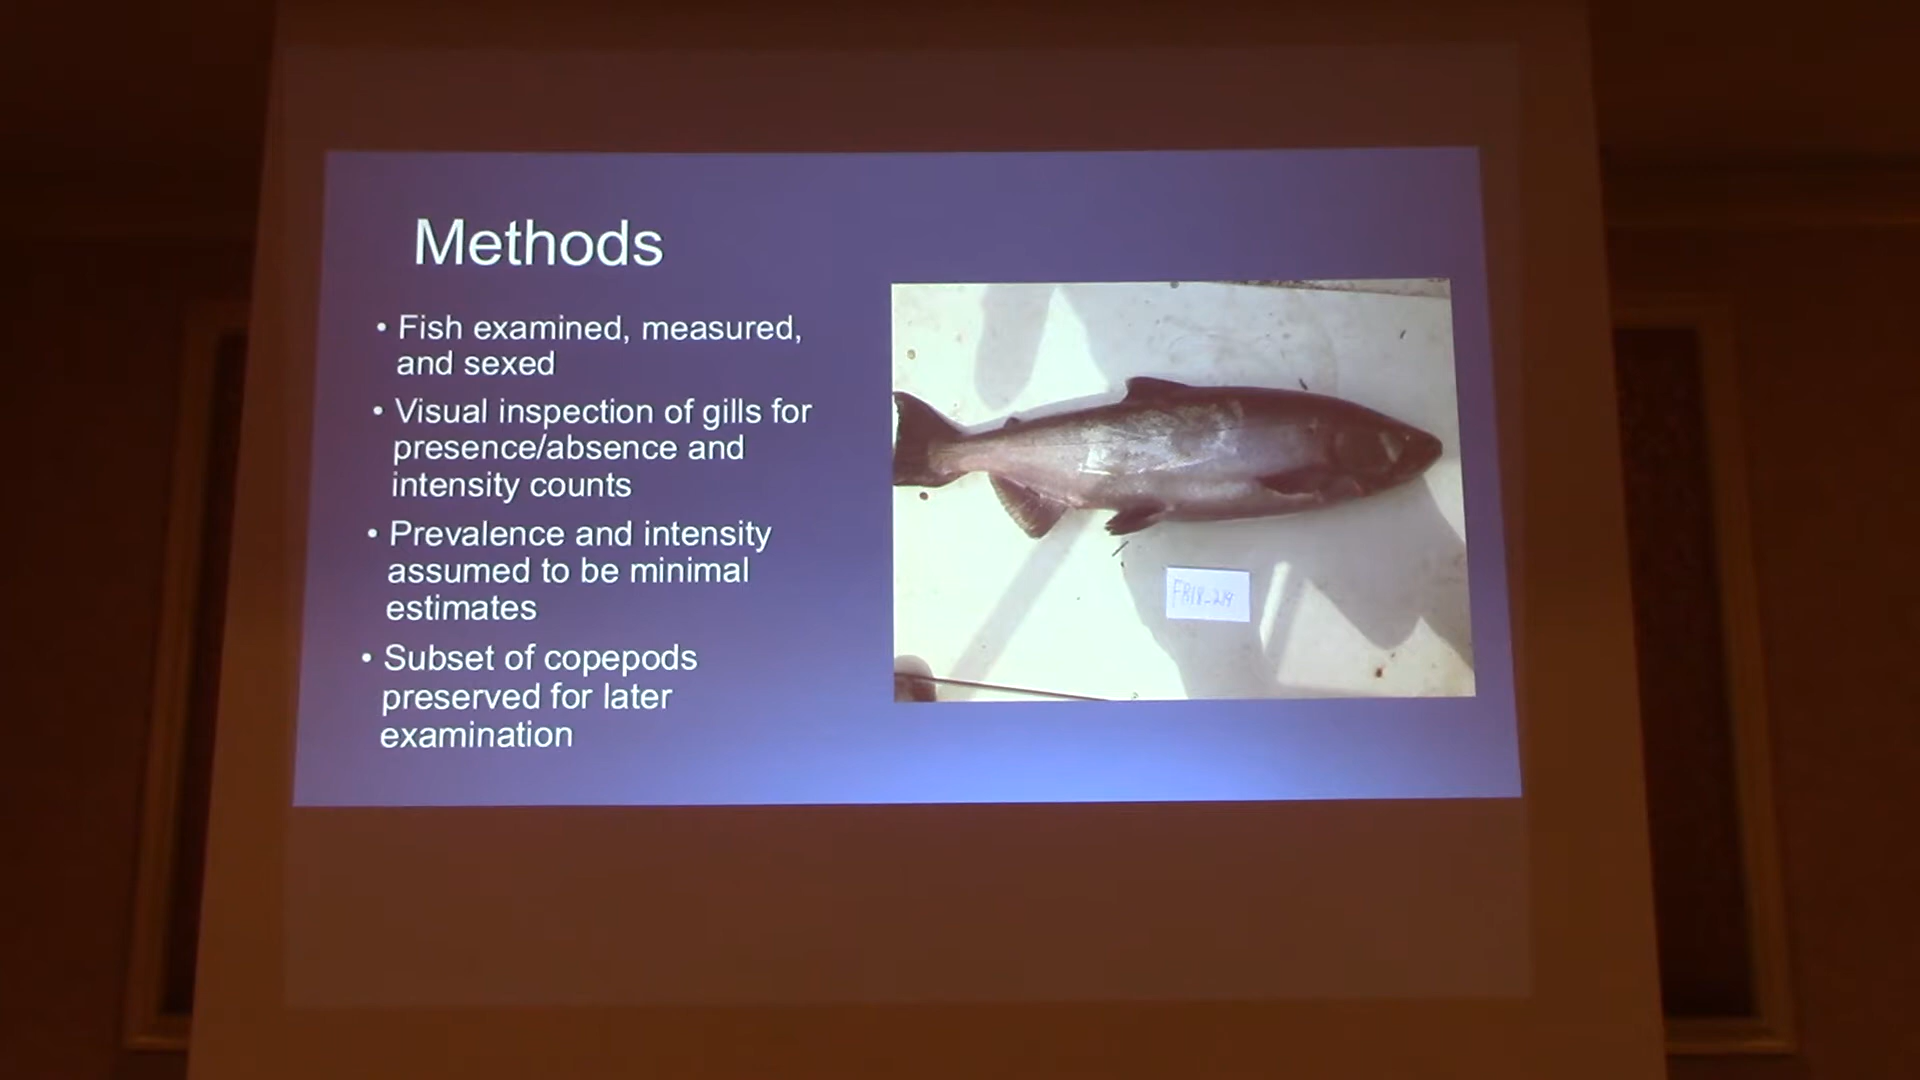 Methods
• Fish examined, measured,
and sexed
• Visual inspection of gills for
presence/absence and
intensity counts
• Prevalence and intensity
assumed to be minimal
estimates
• Subset of copepods
preserved for later
examination